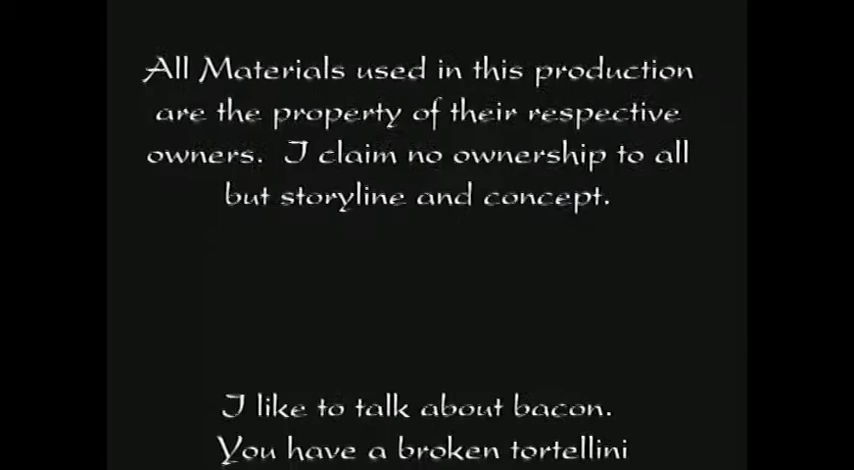 All Materials used in this production
are the property of their respective
owners. I claim no ownership to all
but storyline and concept.
I like to talk about bacon.
You have a broken tortellini